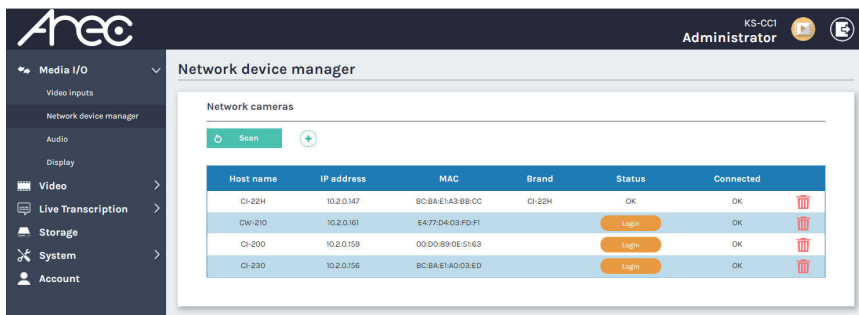 Arec
KS-CC1
Administrator
Media I/O
Video inputs
Network device manager
Audio
Display
Video
Live Transcription
Storage
System
Account
Network device manager
Network cameras
Scan
Host name IP address MAC Brand Status Connected
CI-22H 10.2.0.147 BC:BA:E1:A3:BB:CC CI-22H OK OK
CW-210 10.2.0.161 E4:77:D4:03:FD:F1 Login OK
CI-200 10.2.0.159 00:D0:89:0E:51:63 Login OK
CI-230 10.2.0.156 BC:BA:E1:A0:03:ED Login OK